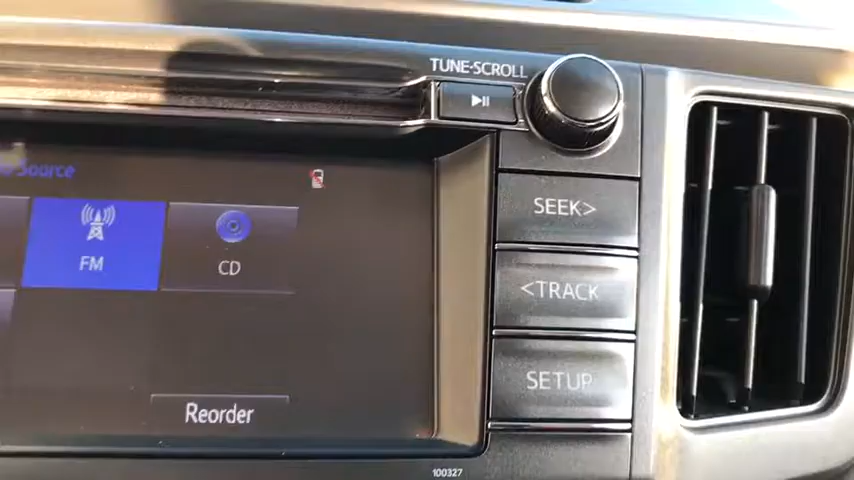 TUNE·SCROLL
Source
SEEK>
FM
CD
<TRACK
SETUP
Reorder
100327